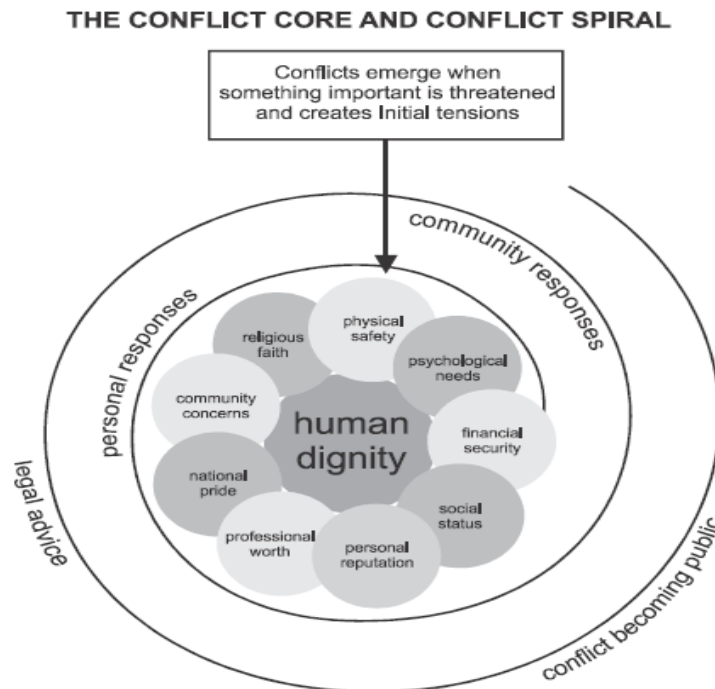 THE CONFLICT CORE AND CONFLICT SPIRAL
Conflicts emerge when
something important is threatened
and creates Initial tensions
community responses
personal responses
physical
safety
religious
faith
psychological
needs
community
concerns
human
dignity
financial
security
national
pride
social
status
professional
worth
personal
reputation
legal advice
conflict becoming public